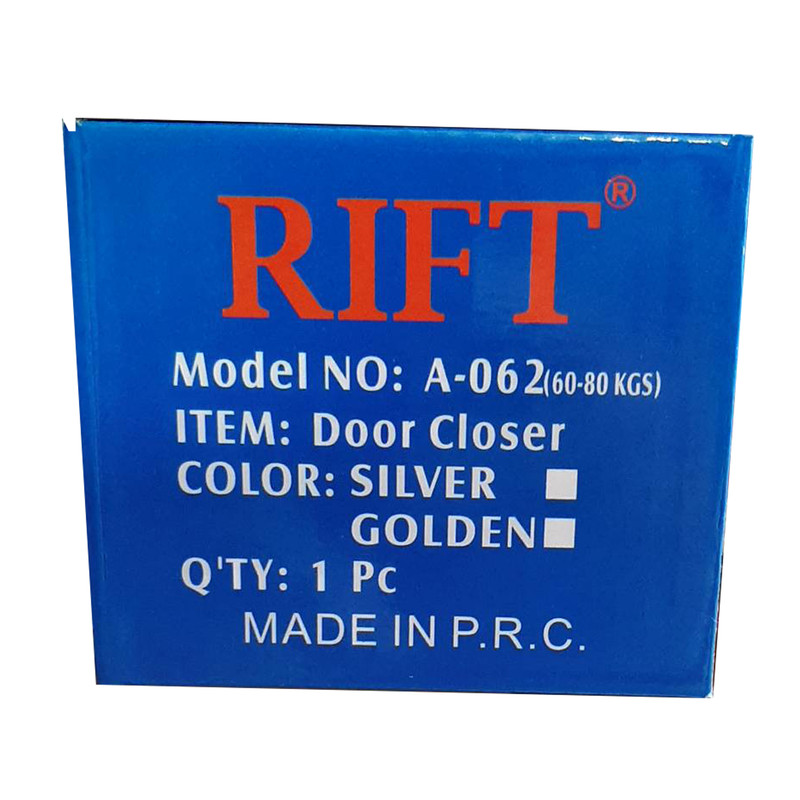 RIFT®
Model NO: A-062(60-80 KGS)
ITEM: Door Closer
COLOR: SILVER
GOLDEN
Q'TY: 1 Pc
MADE IN P.R.C.